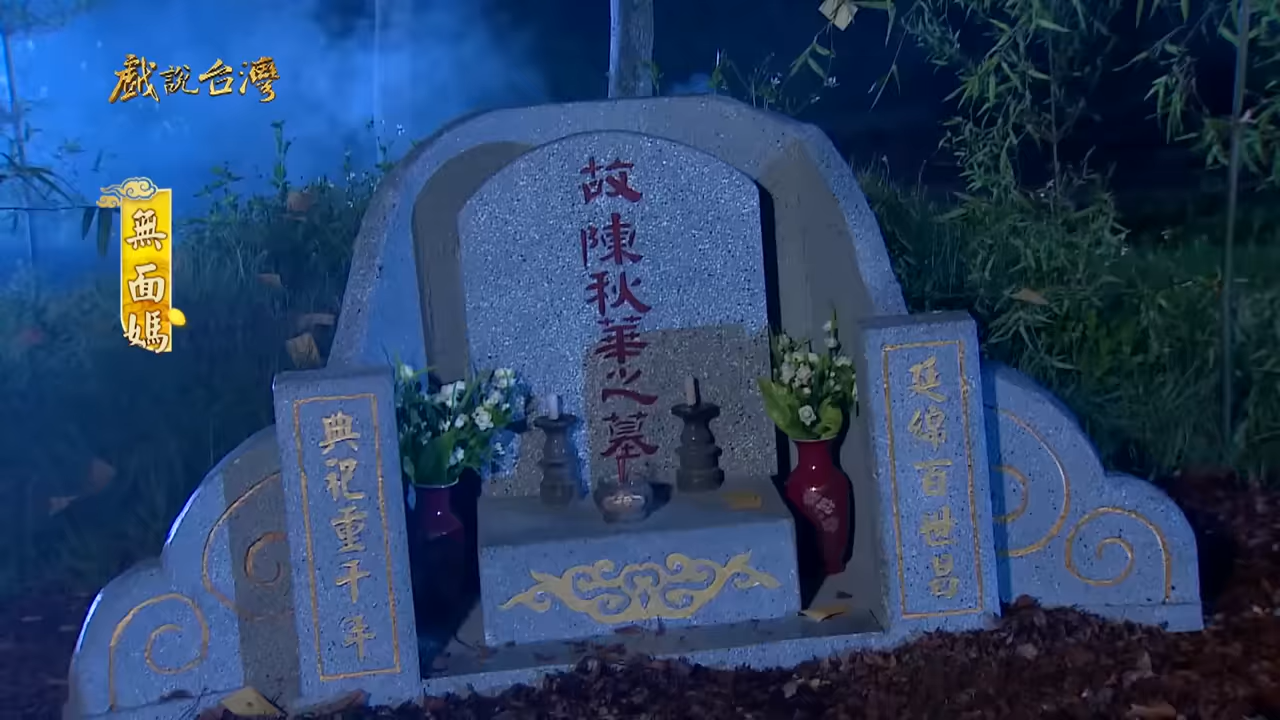 戲說台灣
無面媽
故陳秋華之墓
延綿百世昌
典祀重千年